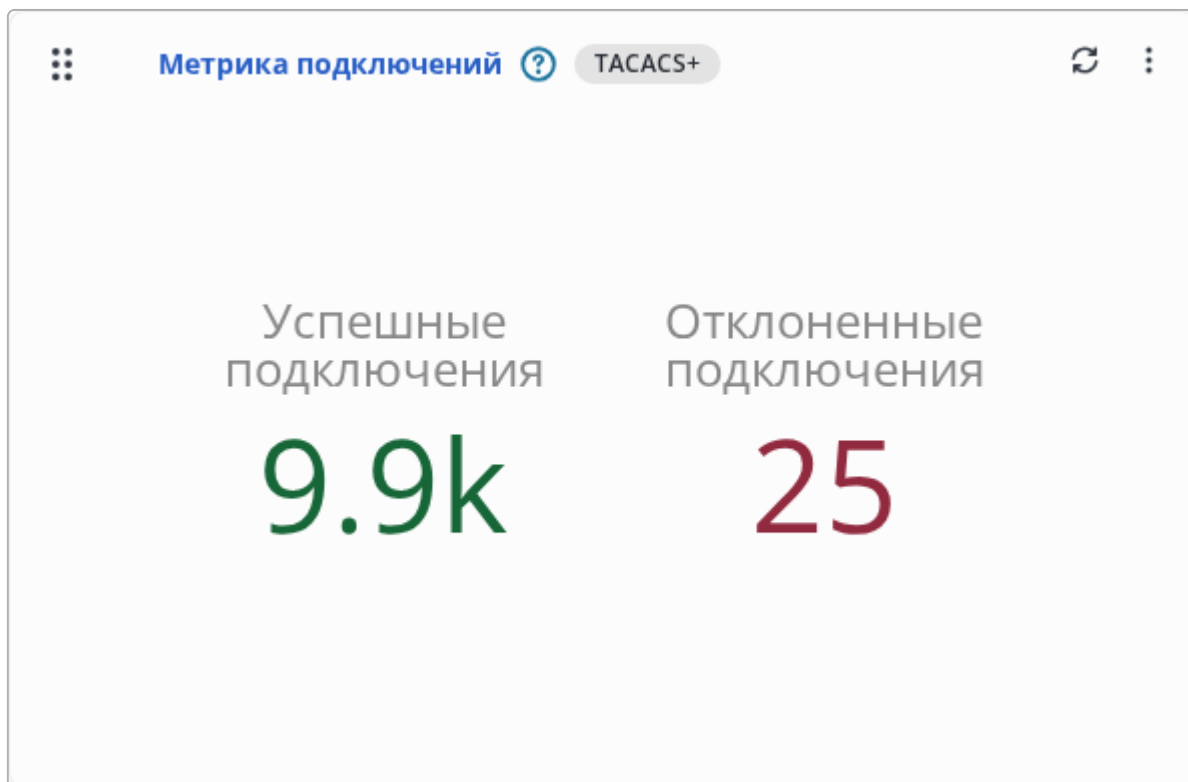 Метрика подключений ? TACACS+
Успешные
подключения
9.9k
Отклоненные
подключения
25